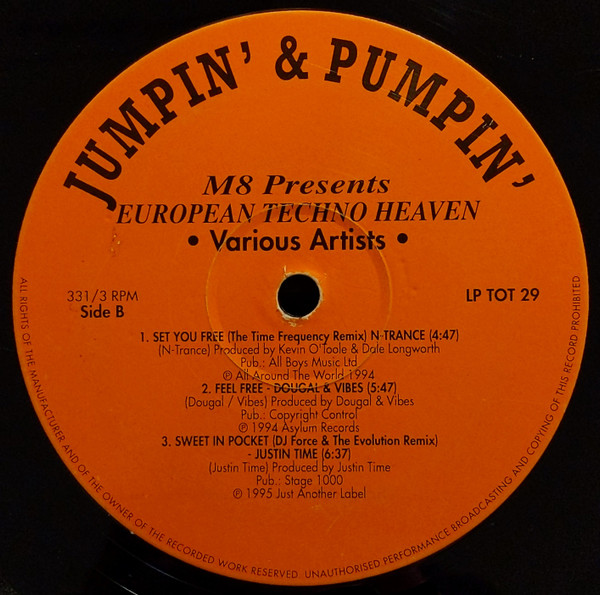 JUMPIN' & PUMPIN'
M8 Presents
EUROPEAN TECHNO HEAVEN
• Various Artists •
331/3 RPM
Side B
LP TOT 29
1. SET YOU FREE (The Time Frequency Remix) N-TRANCE (4:47)
(N-Trance) Produced by Kevin O'Toole & Dale Longworth
Pub.: All Boys Music Ltd
℗ All Around The World 1994
2. FEEL FREE - DOUGAL & VIBES (5:47)
(Dougal / Vibes) Produced by Dougal & Vibes
Pub.: Copyright Control
℗ 1994 Asylum Records
3. SWEET IN POCKET (DJ Force & The Evolution Remix)
- JUSTIN TIME (6:37)
(Justin Time) Produced by Justin Time
Pub.: Stage 1000
℗ 1995 Just Another Label
ALL RIGHTS OF THE MANUFACTURER AND OF THE OWNER OF THE RECORDED WORK RESERVED. UNAUTHORISED PERFORMANCE BROADCASTING AND COPYING OF THIS RECORD PROHIBITED